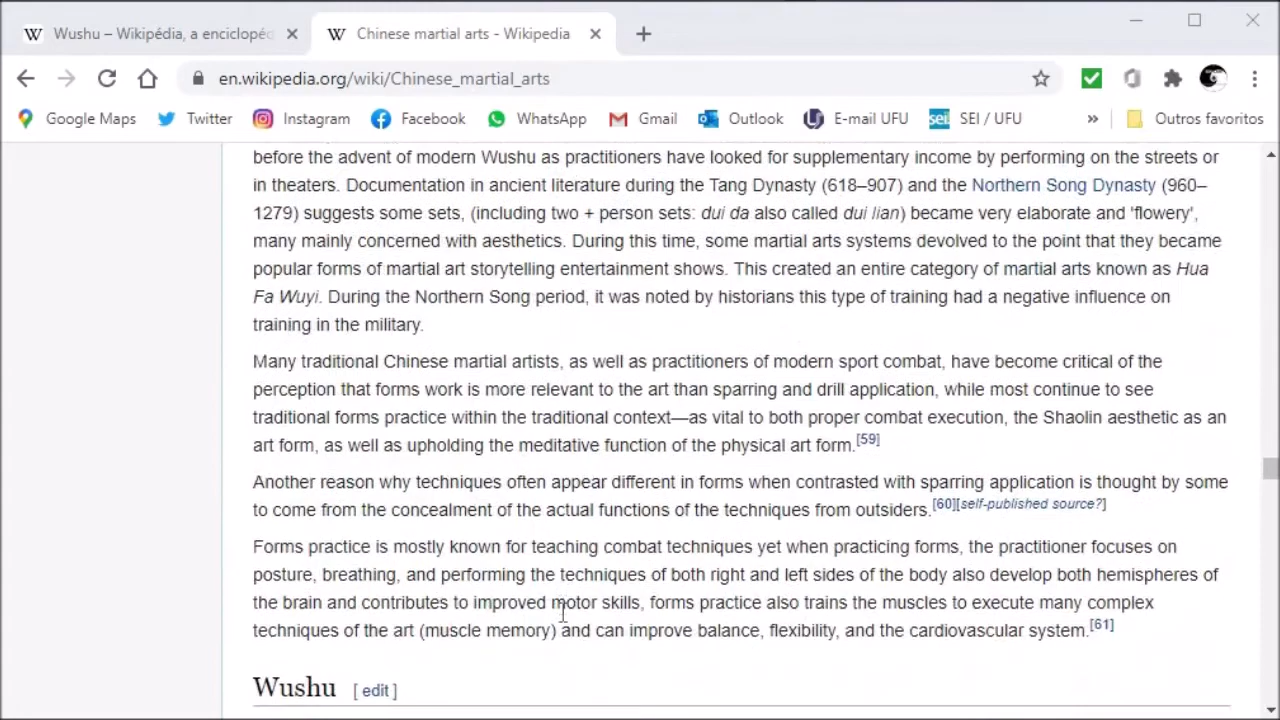 Wushu – Wikipédia, a enciclopéd
Chinese martial arts - Wikipedia
en.wikipedia.org/wiki/Chinese_martial_arts
Google Maps Twitter Instagram Facebook WhatsApp Gmail Outlook E-mail UFU sei SEI / UFU » Outros favoritos
before the advent of modern Wushu as practitioners have looked for supplementary income by performing on the streets or
in theaters. Documentation in ancient literature during the Tang Dynasty (618–907) and the Northern Song Dynasty (960–
1279) suggests some sets, (including two + person sets: dui da also called dui lian) became very elaborate and 'flowery',
many mainly concerned with aesthetics. During this time, some martial arts systems devolved to the point that they became
popular forms of martial art storytelling entertainment shows. This created an entire category of martial arts known as Hua
Fa Wuyi. During the Northern Song period, it was noted by historians this type of training had a negative influence on
training in the military.
Many traditional Chinese martial artists, as well as practitioners of modern sport combat, have become critical of the
perception that forms work is more relevant to the art than sparring and drill application, while most continue to see
traditional forms practice within the traditional context—as vital to both proper combat execution, the Shaolin aesthetic as an
art form, as well as upholding the meditative function of the physical art form.[59]
Another reason why techniques often appear different in forms when contrasted with sparring application is thought by some
to come from the concealment of the actual functions of the techniques from outsiders.[60][self-published source?]
Forms practice is mostly known for teaching combat techniques yet when practicing forms, the practitioner focuses on
posture, breathing, and performing the techniques of both right and left sides of the body also develop both hemispheres of
the brain and contributes to improved motor skills, forms practice also trains the muscles to execute many complex
techniques of the art (muscle memory) and can improve balance, flexibility, and the cardiovascular system.[61]
Wushu [ edit ]